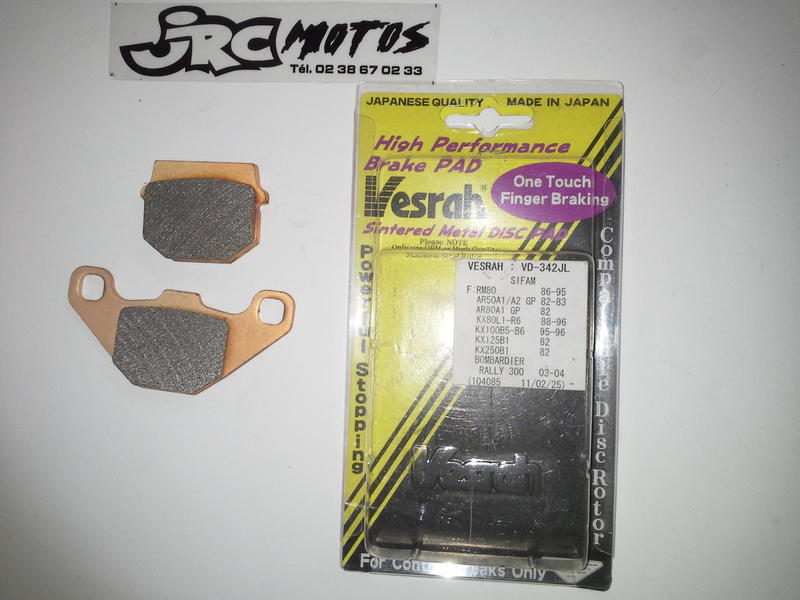 JRC MOTOS
Tél. 02 38 67 02 33
JAPANESE QUALITY MADE IN JAPAN
High Performance
Brake PAD
Vesrah®
One Touch
Finger Braking
Sintered Metal DISC PAD
Please NOTE
Powerful Stopping
VESRAH : VD-342JL
SIFAM
F:RM80 86-95
AR50A1/A2 GP 82-83
AR80A1 GP 82
KX80L1-R6 88-96
KX100B5-B6 95-96
KX125B1 82
KX250B1 82
BOMBARDIER
RALLY 300 03-04
(104085 11/02/25) -
Disc Rotor
Vesrah
Only